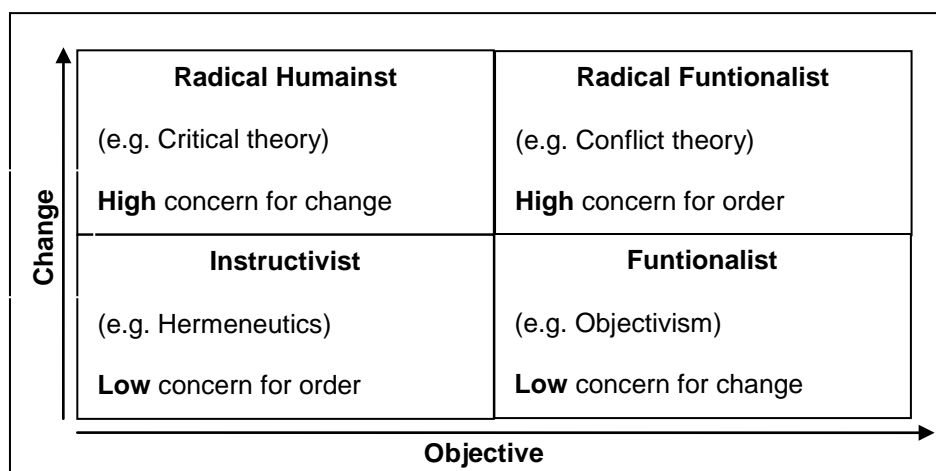 Radical Humainst
(e.g. Critical theory)
High concern for change
Radical Funtionalist
(e.g. Conflict theory)
High concern for order
Instructivist
(e.g. Hermeneutics)
Low concern for order
Funtionalist
(e.g. Objectivism)
Low concern for change
Change
Objective